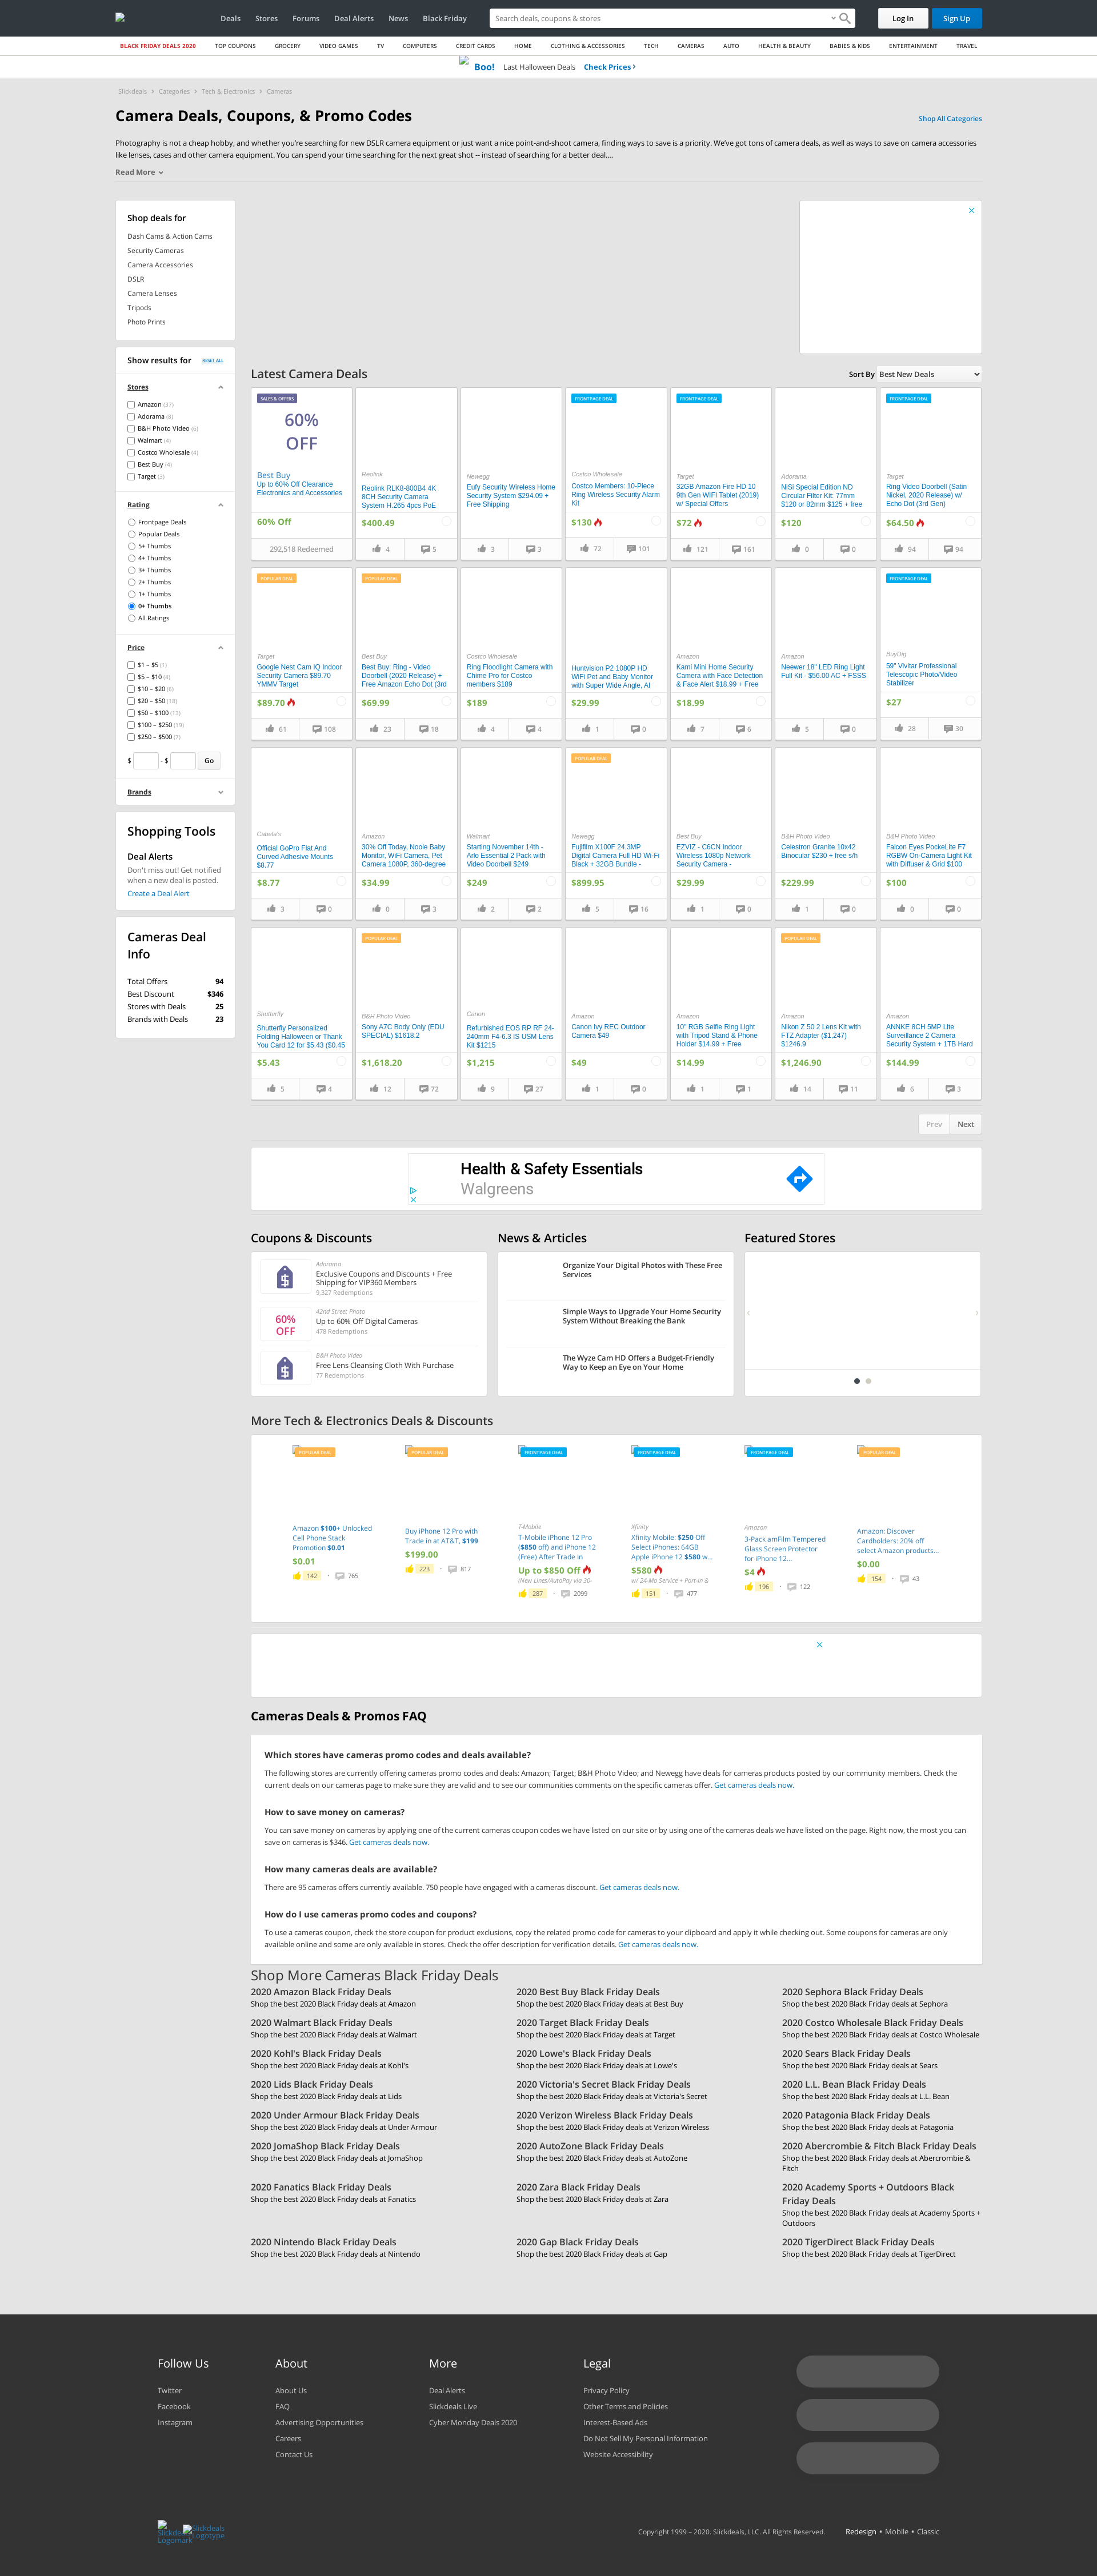 Deals Stores Forums Deal Alerts News Black Friday
Search deals, coupons & stores
Log In
Sign Up
BLACK FRIDAY DEALS 2020 TOP COUPONS GROCERY VIDEO GAMES TV COMPUTERS CREDIT CARDS HOME CLOTHING & ACCESSORIES TECH CAMERAS AUTO HEALTH & BEAUTY BABIES & KIDS ENTERTAINMENT TRAVEL
Boo! Last Halloween Deals Check Prices
Slickdeals Categories Tech & Electronics Cameras
Camera Deals, Coupons, & Promo Codes
Shop All Categories
Photography is not a cheap hobby, and whether you're searching for new DSLR camera equipment or just want a nice point-and-shoot camera, finding ways to save is a priority. We've got tons of camera deals, as well as ways to save on camera accessories
like lenses, cases and other camera equipment. You can spend your time searching for the next great shot -- instead of searching for a better deal....
Read More
Shop deals for
Dash Cams & Action Cams
Security Cameras
Camera Accessories
DSLR
Camera Lenses
Tripods
Photo Prints
Show results for RESET ALL
Stores
Amazon (37)
Adorama (8)
B&H Photo Video (6)
Walmart (4)
Costco Wholesale (4)
Best Buy (4)
Target (3)
Rating
Frontpage Deals
Popular Deals
5+ Thumbs
4+ Thumbs
3+ Thumbs
2+ Thumbs
1+ Thumbs
0+ Thumbs
All Ratings
Price
$1 – $5 (1)
$5 – $10 (4)
$10 – $20 (6)
$20 – $50 (18)
$50 – $100 (13)
$100 – $250 (19)
$250 – $500 (7)
$ - $ Go
Brands
Shopping Tools
Deal Alerts
Don't miss out! Get notified
when a new deal is posted.
Create a Deal Alert
Cameras Deal
Info
Total Offers 94
Best Discount $346
Stores with Deals 25
Brands with Deals 23
Latest Camera Deals
Sort By Best New Deals
SALES & OFFERS
60%
OFF
Best Buy
Up to 60% Off Clearance
Electronics and Accessories
60% Off
292,518 Redeemed
Reolink
Reolink RLK8-800B4 4K
8CH Security Camera
System H.265 4pcs PoE
$400.49
4 5
Newegg
Eufy Security Wireless Home
Security System $294.09 +
Free Shipping
3 3
FRONTPAGE DEAL
Costco Wholesale
Costco Members: 10-Piece
Ring Wireless Security Alarm
Kit
$130
72 101
FRONTPAGE DEAL
Target
32GB Amazon Fire HD 10
9th Gen WIFI Tablet (2019)
w/ Special Offers
$72
121 161
Adorama
NiSi Special Edition ND
Circular Filter Kit: 77mm
$120 or 82mm $125 + free
$120
0 0
FRONTPAGE DEAL
Target
Ring Video Doorbell (Satin
Nickel, 2020 Release) w/
Echo Dot (3rd Gen)
$64.50
94 94
POPULAR DEAL
Target
Google Nest Cam IQ Indoor
Security Camera $89.70
YMMV Target
$89.70
61 108
POPULAR DEAL
Best Buy
Best Buy: Ring - Video
Doorbell (2020 Release) +
Free Amazon Echo Dot (3rd
$69.99
23 18
Costco Wholesale
Ring Floodlight Camera with
Chime Pro for Costco
members $189
$189
4 4
Huntvision P2 1080P HD
WiFi Pet and Baby Monitor
with Super Wide Angle, AI
$29.99
1 0
Amazon
Kami Mini Home Security
Camera with Face Detection
& Face Alert $18.99 + Free
$18.99
7 6
Amazon
Neewer 18" LED Ring Light
Full Kit - $56.00 AC + FSSS
5 0
FRONTPAGE DEAL
BuyDig
59" Vivitar Professional
Telescopic Photo/Video
Stabilizer
$27
28 30
Cabela's
Official GoPro Flat And
Curved Adhesive Mounts
$8.77
$8.77
3 0
Amazon
30% Off Today, Nooie Baby
Monitor, WiFi Camera, Pet
Camera 1080P, 360-degree
$34.99
0 3
Walmart
Starting November 14th -
Arlo Essential 2 Pack with
Video Doorbell $249
$249
2 2
POPULAR DEAL
Newegg
Fujifilm X100F 24.3MP
Digital Camera Full HD Wi-Fi
Black + 32GB Bundle -
$899.95
5 16
Best Buy
EZVIZ - C6CN Indoor
Wireless 1080p Network
Security Camera -
$29.99
1 0
B&H Photo Video
Celestron Granite 10x42
Binocular $230 + free s/h
$229.99
1 0
B&H Photo Video
Falcon Eyes PockeLite F7
RGBW On-Camera Light Kit
with Diffuser & Grid $100
$100
0 0
Shutterfly
Shutterfly Personalized
Folding Halloween or Thank
You Card 12 for $5.43 ($0.45
$5.43
5 4
POPULAR DEAL
B&H Photo Video
Sony A7C Body Only (EDU
SPECIAL) $1618.2
$1,618.20
12 72
Canon
Refurbished EOS RP RF 24-
240mm F4-6.3 IS USM Lens
Kit $1215
$1,215
9 27
Amazon
Canon Ivy REC Outdoor
Camera $49
$49
1 0
Amazon
10" RGB Selfie Ring Light
with Tripod Stand & Phone
Holder $14.99 + Free
$14.99
1 1
POPULAR DEAL
Amazon
Nikon Z 50 2 Lens Kit with
FTZ Adapter ($1,247)
$1246.9
$1,246.90
14 11
Amazon
ANNKE 8CH 5MP Lite
Surveillance 2 Camera
Security System + 1TB Hard
$144.99
6 3
Prev Next
Health & Safety Essentials
Walgreens
Coupons & Discounts
Adorama
Exclusive Coupons and Discounts + Free
Shipping for VIP360 Members
9,327 Redemptions
60%
OFF
42nd Street Photo
Up to 60% Off Digital Cameras
478 Redemptions
B&H Photo Video
Free Lens Cleansing Cloth With Purchase
77 Redemptions
News & Articles
Organize Your Digital Photos with These Free
Services
Simple Ways to Upgrade Your Home Security
System Without Breaking the Bank
The Wyze Cam HD Offers a Budget-Friendly
Way to Keep an Eye on Your Home
Featured Stores
More Tech & Electronics Deals & Discounts
POPULAR DEAL
Amazon $100+ Unlocked
Cell Phone Stack
Promotion $0.01
$0.01
142 765
POPULAR DEAL
Buy iPhone 12 Pro with
Trade in at AT&T, $199
$199.00
223 817
FRONTPAGE DEAL
T-Mobile
T-Mobile iPhone 12 Pro
($850 off) and iPhone 12
(Free) After Trade In
Up to $850 Off
(New Lines/AutoPay via 30-
287 2099
FRONTPAGE DEAL
Xfinity
Xfinity Mobile: $250 Off
Select iPhones: 64GB
Apple iPhone 12 $580 w...
$580
w/ 24-Mo Service + Port-In &
151 477
FRONTPAGE DEAL
Amazon
3-Pack amFilm Tempered
Glass Screen Protector
for iPhone 12...
$4
196 122
POPULAR DEAL
Amazon: Discover
Cardholders: 20% off
select Amazon products...
$0.00
154 43
Cameras Deals & Promos FAQ
Which stores have cameras promo codes and deals available?
The following stores are currently offering cameras promo codes and deals: Amazon; Target; B&H Photo Video; and Newegg have deals for cameras products posted by our community members. Check the
current deals on our cameras page to make sure they are valid and to see our communities comments on the specific cameras offer. Get cameras deals now.
How to save money on cameras?
You can save money on cameras by applying one of the current cameras coupon codes we have listed on our site or by using one of the cameras deals we have listed on the page. Right now, the most you can
save on cameras is $346. Get cameras deals now.
How many cameras deals are available?
There are 95 cameras offers currently available. 750 people have engaged with a cameras discount. Get cameras deals now.
How do I use cameras promo codes and coupons?
To use a cameras coupon, check the store coupon for product exclusions, copy the related promo code for cameras to your clipboard and apply it while checking out. Some coupons for cameras are only
available online and some are only available in stores. Check the offer description for verification details. Get cameras deals now.
Shop More Cameras Black Friday Deals
2020 Amazon Black Friday Deals
Shop the best 2020 Black Friday deals at Amazon
2020 Best Buy Black Friday Deals
Shop the best 2020 Black Friday deals at Best Buy
2020 Sephora Black Friday Deals
Shop the best 2020 Black Friday deals at Sephora
2020 Walmart Black Friday Deals
Shop the best 2020 Black Friday deals at Walmart
2020 Target Black Friday Deals
Shop the best 2020 Black Friday deals at Target
2020 Costco Wholesale Black Friday Deals
Shop the best 2020 Black Friday deals at Costco Wholesale
2020 Kohl's Black Friday Deals
Shop the best 2020 Black Friday deals at Kohl's
2020 Lowe's Black Friday Deals
Shop the best 2020 Black Friday deals at Lowe's
2020 Sears Black Friday Deals
Shop the best 2020 Black Friday deals at Sears
2020 Lids Black Friday Deals
Shop the best 2020 Black Friday deals at Lids
2020 Victoria's Secret Black Friday Deals
Shop the best 2020 Black Friday deals at Victoria's Secret
2020 L.L. Bean Black Friday Deals
Shop the best 2020 Black Friday deals at L.L. Bean
2020 Under Armour Black Friday Deals
Shop the best 2020 Black Friday deals at Under Armour
2020 Verizon Wireless Black Friday Deals
Shop the best 2020 Black Friday deals at Verizon Wireless
2020 Patagonia Black Friday Deals
Shop the best 2020 Black Friday deals at Patagonia
2020 JomaShop Black Friday Deals
Shop the best 2020 Black Friday deals at JomaShop
2020 AutoZone Black Friday Deals
Shop the best 2020 Black Friday deals at AutoZone
2020 Abercrombie & Fitch Black Friday Deals
Shop the best 2020 Black Friday deals at Abercrombie &
Fitch
2020 Fanatics Black Friday Deals
Shop the best 2020 Black Friday deals at Fanatics
2020 Zara Black Friday Deals
Shop the best 2020 Black Friday deals at Zara
2020 Academy Sports + Outdoors Black
Friday Deals
Shop the best 2020 Black Friday deals at Academy Sports +
Outdoors
2020 Nintendo Black Friday Deals
Shop the best 2020 Black Friday deals at Nintendo
2020 Gap Black Friday Deals
Shop the best 2020 Black Friday deals at Gap
2020 TigerDirect Black Friday Deals
Shop the best 2020 Black Friday deals at TigerDirect
Follow Us
Twitter
Facebook
Instagram
About
About Us
FAQ
Advertising Opportunities
Careers
Contact Us
More
Deal Alerts
Slickdeals Live
Cyber Monday Deals 2020
Legal
Privacy Policy
Other Terms and Policies
Interest-Based Ads
Do Not Sell My Personal Information
Website Accessibility
Slickdeals
Logomark
Slickdeals
Logotype
Copyright 1999 – 2020. Slickdeals, LLC. All Rights Reserved. Redesign • Mobile • Classic